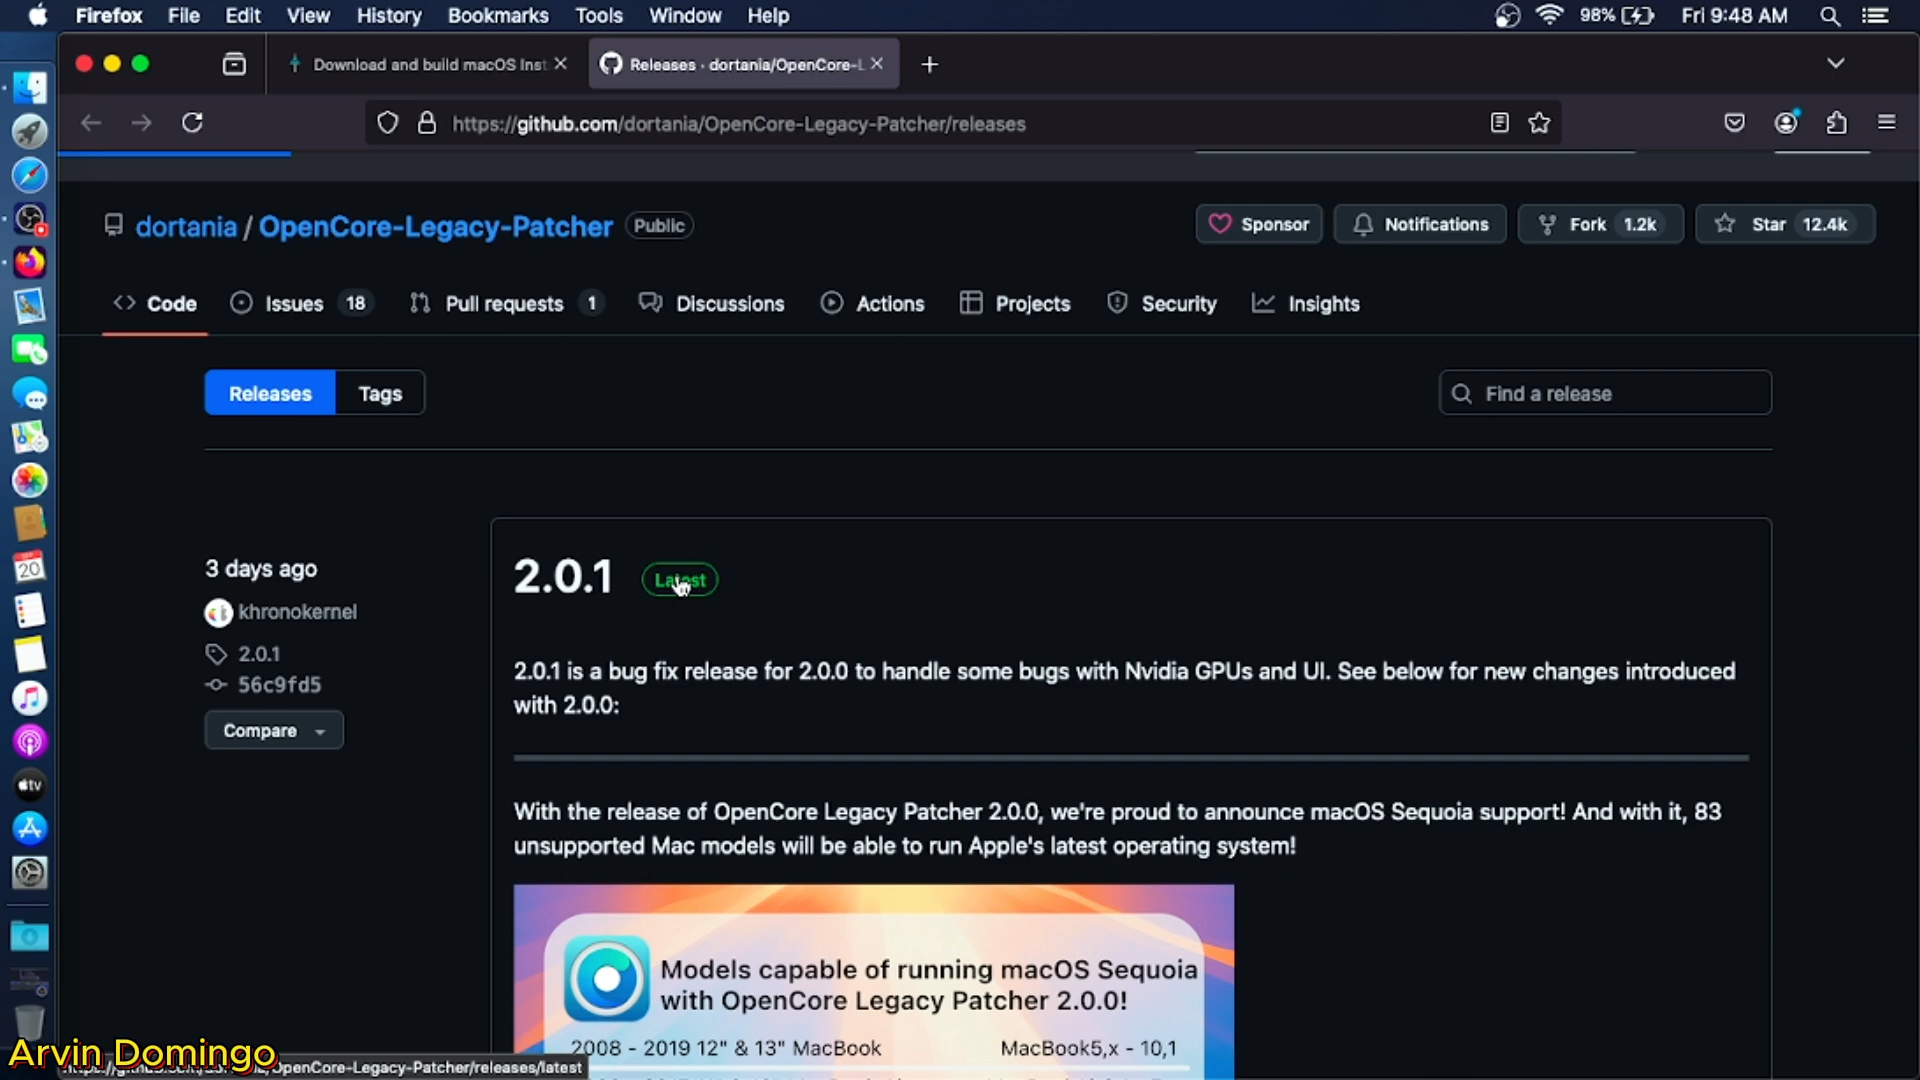 Firefox File Edit View History Bookmarks Tools Window Help 98% Fri 9:48 AM
Download and build macOS Inst
Releases · dortania/OpenCore-L
https://github.com/dortania/OpenCore-Legacy-Patcher/releases
dortania / OpenCore-Legacy-Patcher Public
Sponsor Notifications Fork 1.2k Star 12.4k
Code Issues 18 Pull requests 1 Discussions Actions Projects Security Insights
Releases Tags Find a release
3 days ago
khronokernel
2.0.1
56c9fd5
Compare
2.0.1 Latest
2.0.1 is a bug fix release for 2.0.0 to handle some bugs with Nvidia GPUs and UI. See below for new changes introduced
with 2.0.0:
With the release of OpenCore Legacy Patcher 2.0.0, we're proud to announce macOS Sequoia support! And with it, 83
unsupported Mac models will be able to run Apple's latest operating system!
Models capable of running macOS Sequoia
with OpenCore Legacy Patcher 2.0.0!
2008 - 2019 12" & 13" MacBook MacBook5,x - 10,1
20
tv
Arvin Domingo
OpenCore-Legacy-Patcher/releases/latest